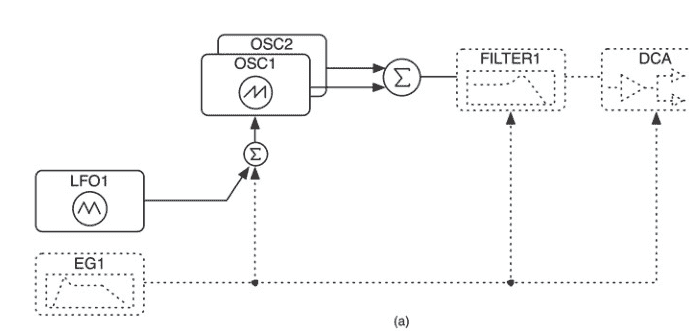 OSC2
OSC1
Σ
FILTER1
DCA
Σ
LFO1
EG1
(a)